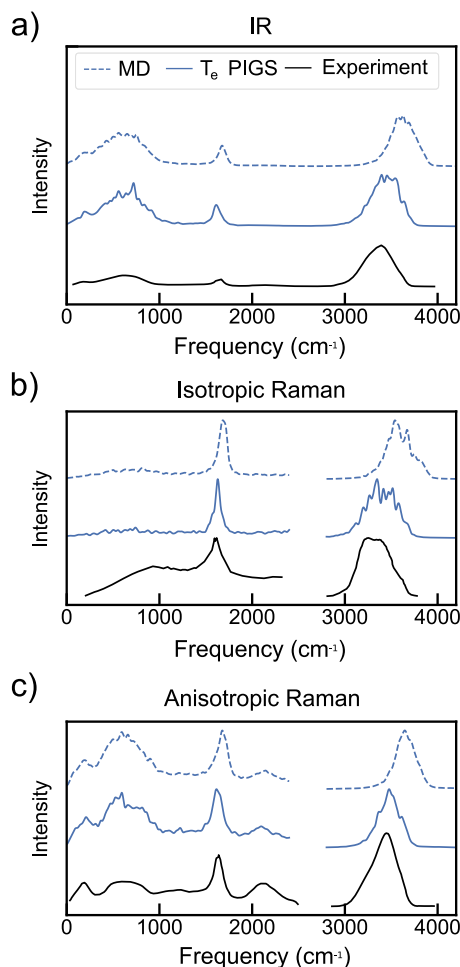 a)
IR
MD Te PIGS Experiment
Intensity
0 1000 2000 3000 4000
Frequency (cm-1)
b)
Isotropic Raman
Intensity
0 1000 2000 3000 4000
Frequency (cm-1)
c)
Anisotropic Raman
Intensity
0 1000 2000 3000 4000
Frequency (cm-1)